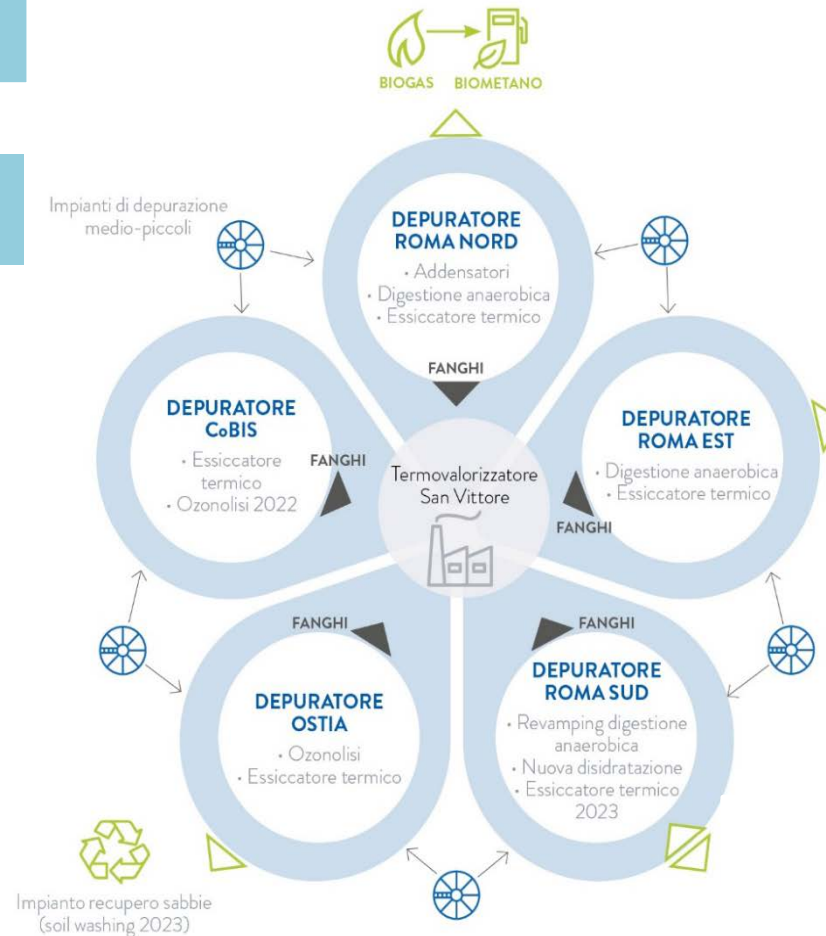 BIOGAS
BIOMETANO
Impianti di depurazione
medio-piccoli
DEPURATORE
ROMA NORD
• Addensatori
• Digestione anaerobica
• Essiccatore termico
FANGHI
DEPURATORE
CoBIS
• Essiccatore
termico
• Ozonolisi 2022
FANGHI
Termovalorizzatore
San Vittore
DEPURATORE
ROMA EST
• Digestione anaerobica
• Essiccatore termico
FANGHI
FANGHI
DEPURATORE
OSTIA
• Ozonolisi
• Essiccatore termico
FANGHI
DEPURATORE
ROMA SUD
• Revamping digestione
anaerobica
• Nuova disidratazione
• Essiccatore termico
2023
Impianto recupero sabbie
(soil washing 2023)